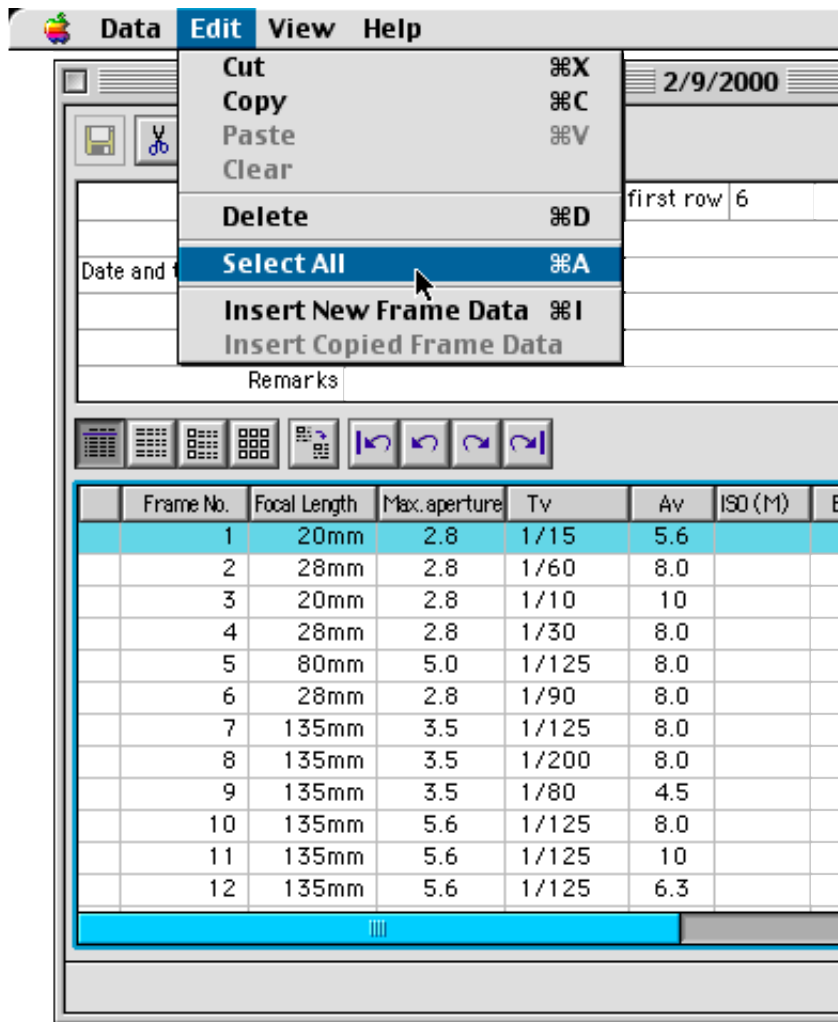 Data Edit View Help
2/9/2000
Cut ⌘X
Copy ⌘C
Paste ⌘V
Clear
Delete ⌘D
Select All ⌘A
Insert New Frame Data ⌘I
Insert Copied Frame Data
first row 6
Date and
Remarks
Frame No. Focal Length Max. aperture Tv Av ISO (M)
1 20mm 2.8 1/15 5.6
2 28mm 2.8 1/60 8.0
3 20mm 2.8 1/10 10
4 28mm 2.8 1/30 8.0
5 80mm 5.0 1/125 8.0
6 28mm 2.8 1/90 8.0
7 135mm 3.5 1/125 8.0
8 135mm 3.5 1/200 8.0
9 135mm 3.5 1/80 4.5
10 135mm 5.6 1/125 8.0
11 135mm 5.6 1/125 10
12 135mm 5.6 1/125 6.3